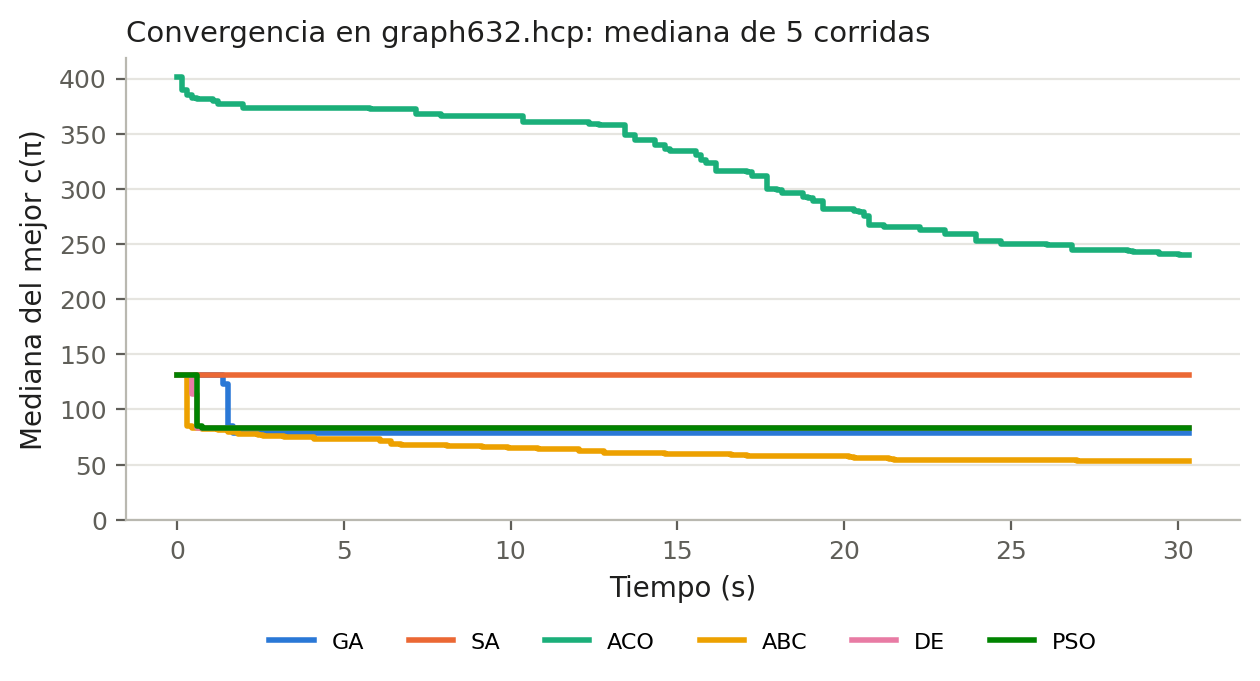 Convergencia en graph632.hcp: mediana de 5 corridas
Mediana del mejor c(π)
400
350
300
250
200
150
100
50
0
0 5 10 15 20 25 30
Tiempo (s)
GA SA ACO ABC DE PSO